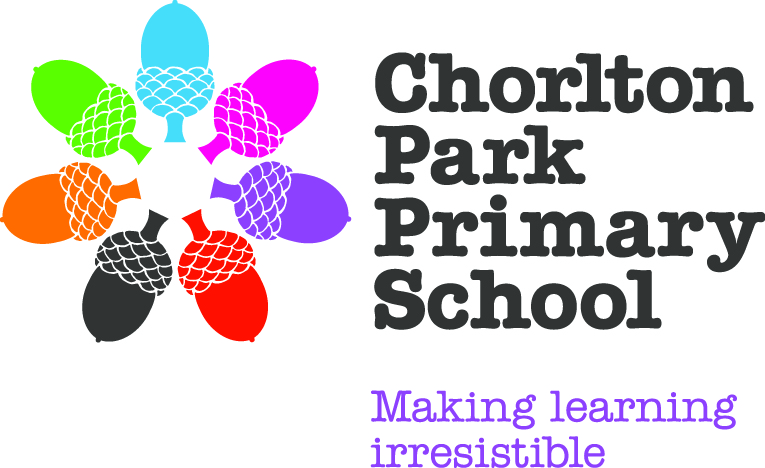 Chorlton
Park
Primary
School
Making learning
irresistible